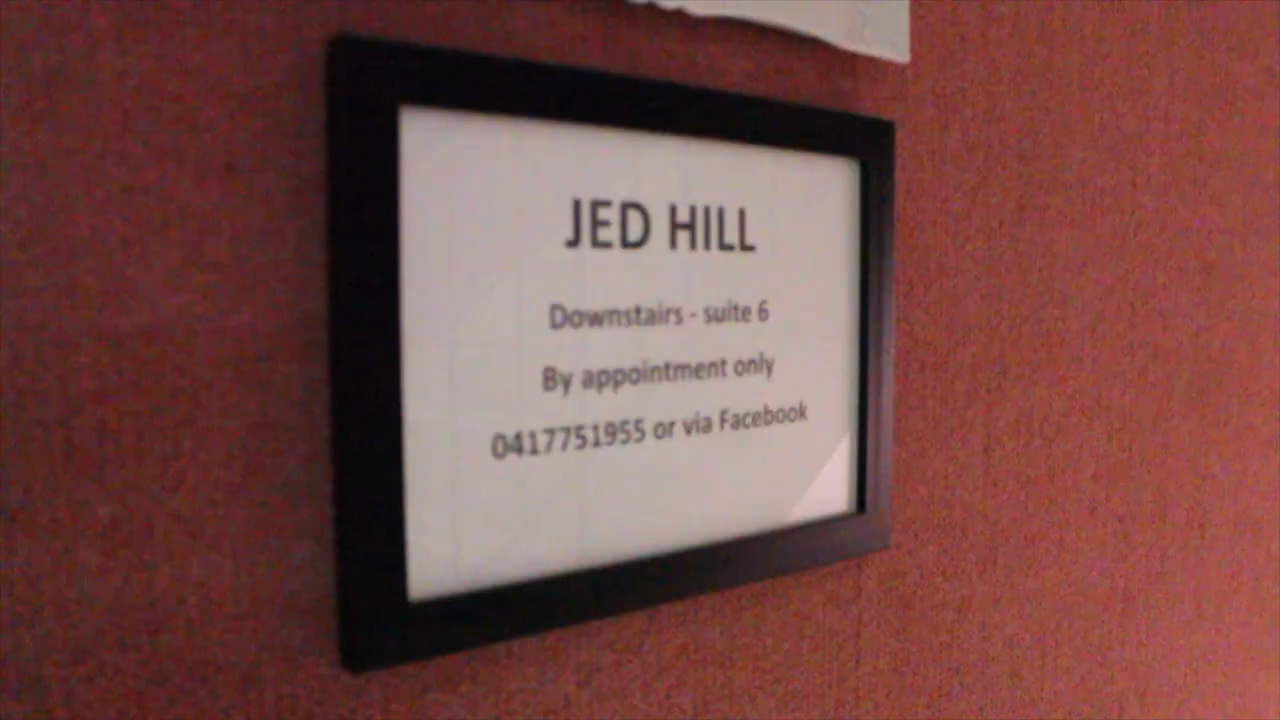 JED HILL
Downstairs - suite 6
By appointment only
0417751955 or via Facebook